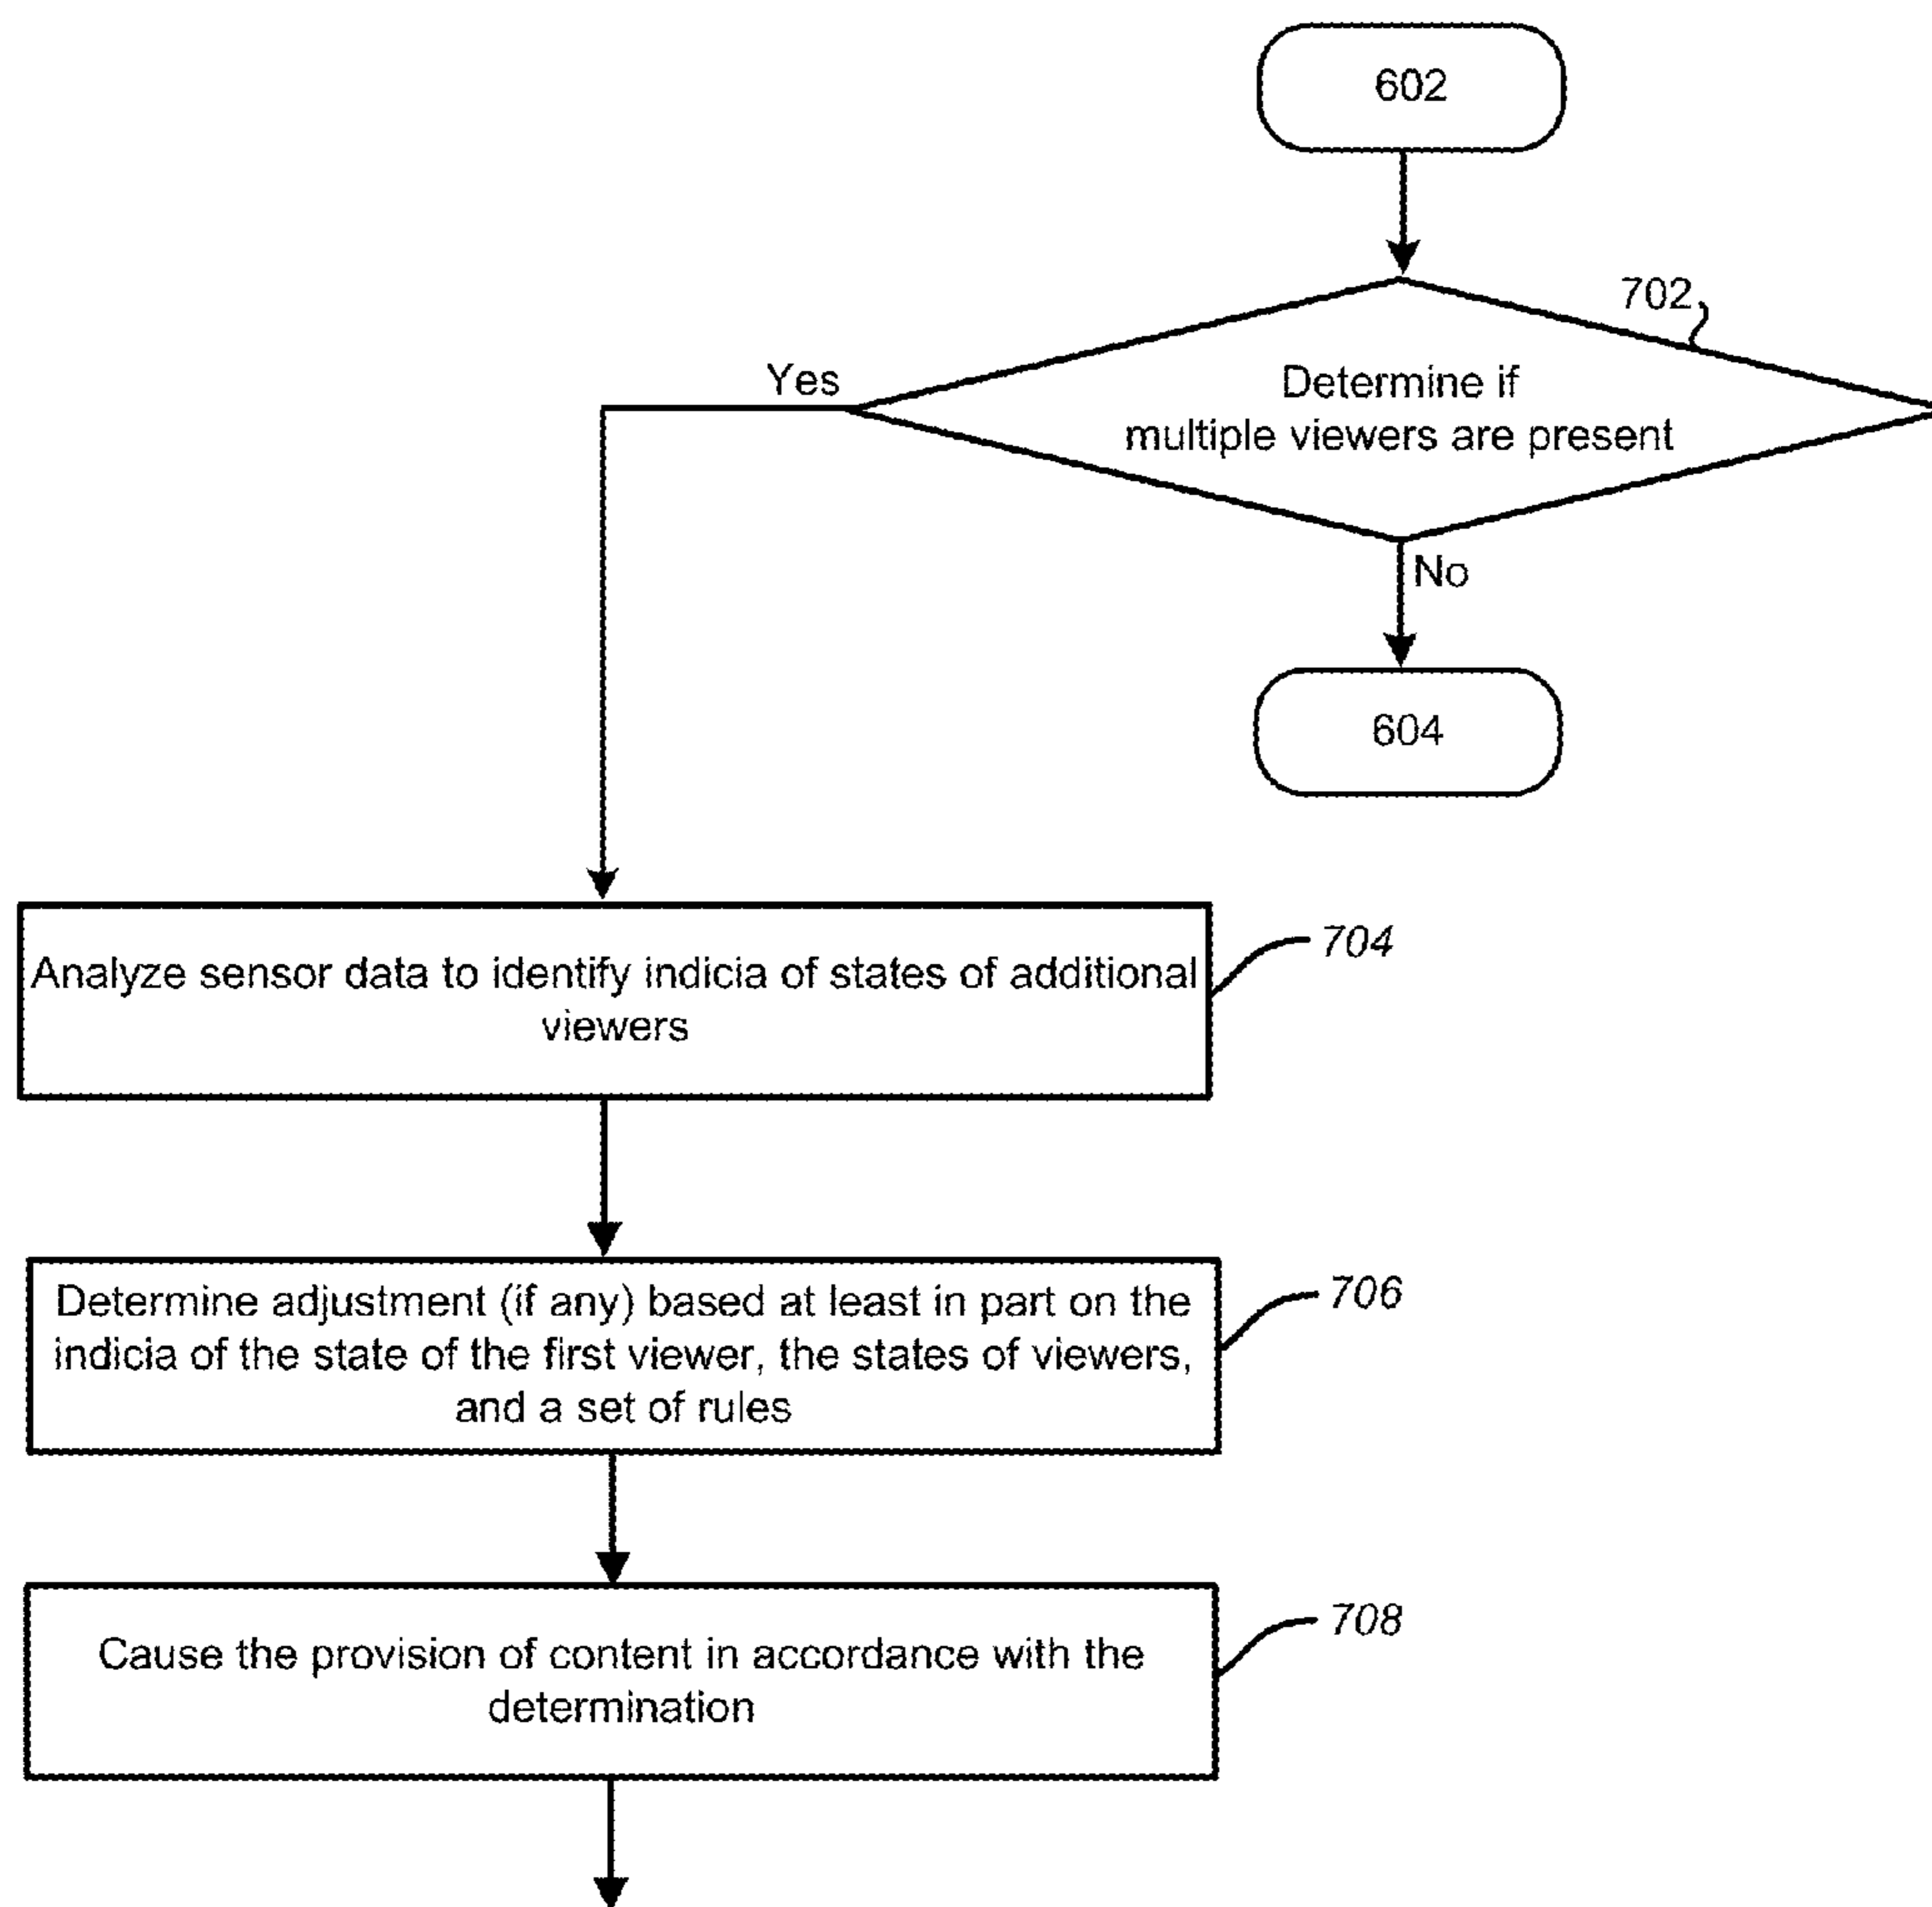 602
702
Yes
Determine if
multiple viewers are present
No
604
704
Analyze sensor data to identify indicia of states of additional
viewers
706
Determine adjustment (if any) based at least in part on the
indicia of the state of the first viewer, the states of viewers,
and a set of rules
708
Cause the provision of content in accordance with the
determination